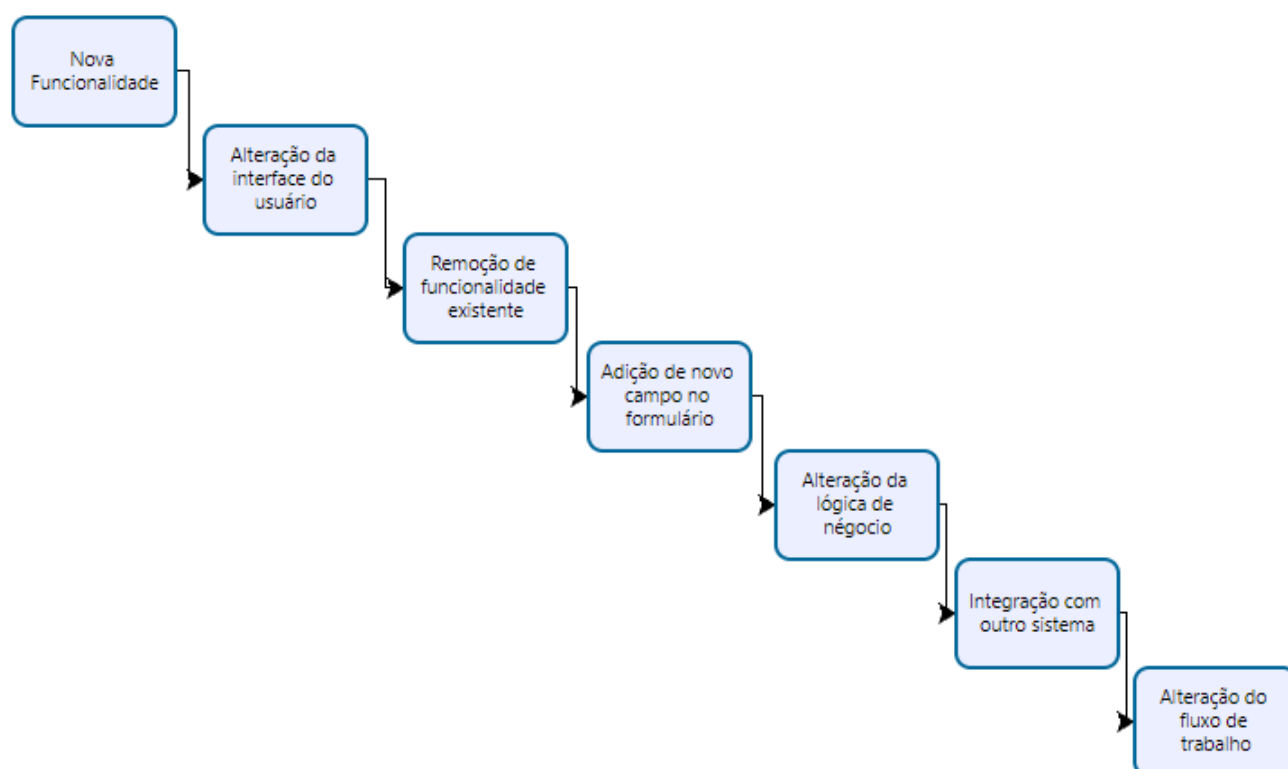 Nova
Funcionalidade
Alteração da
interface do
usuário
Remoção de
funcionalidade
existente
Adição de novo
campo no
formulário
Alteração da
lógica de
négocio
Integração com
outro sistema
Alteração do
fluxo de
trabalho